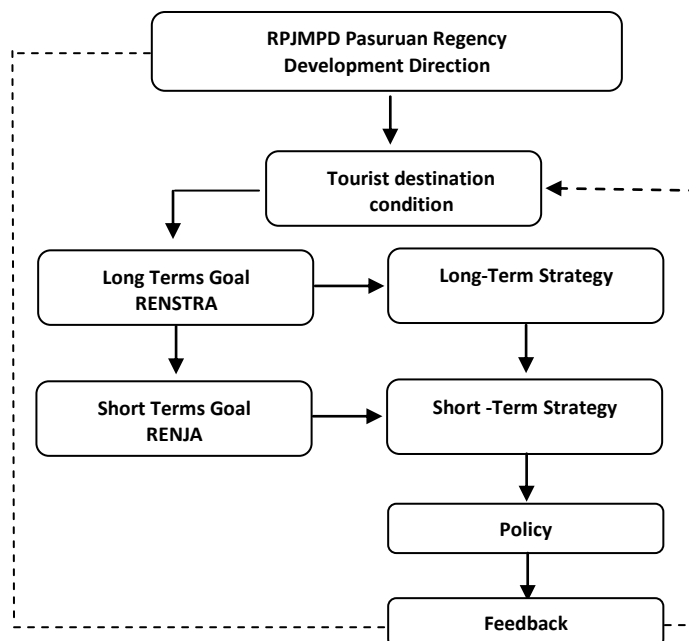 RPJMPD Pasuruan Regency
Development Direction
Tourist destination
condition
Long Terms Goal
RENSTRA
Long-Term Strategy
Short Terms Goal
RENJA
Short -Term Strategy
Policy
Feedback